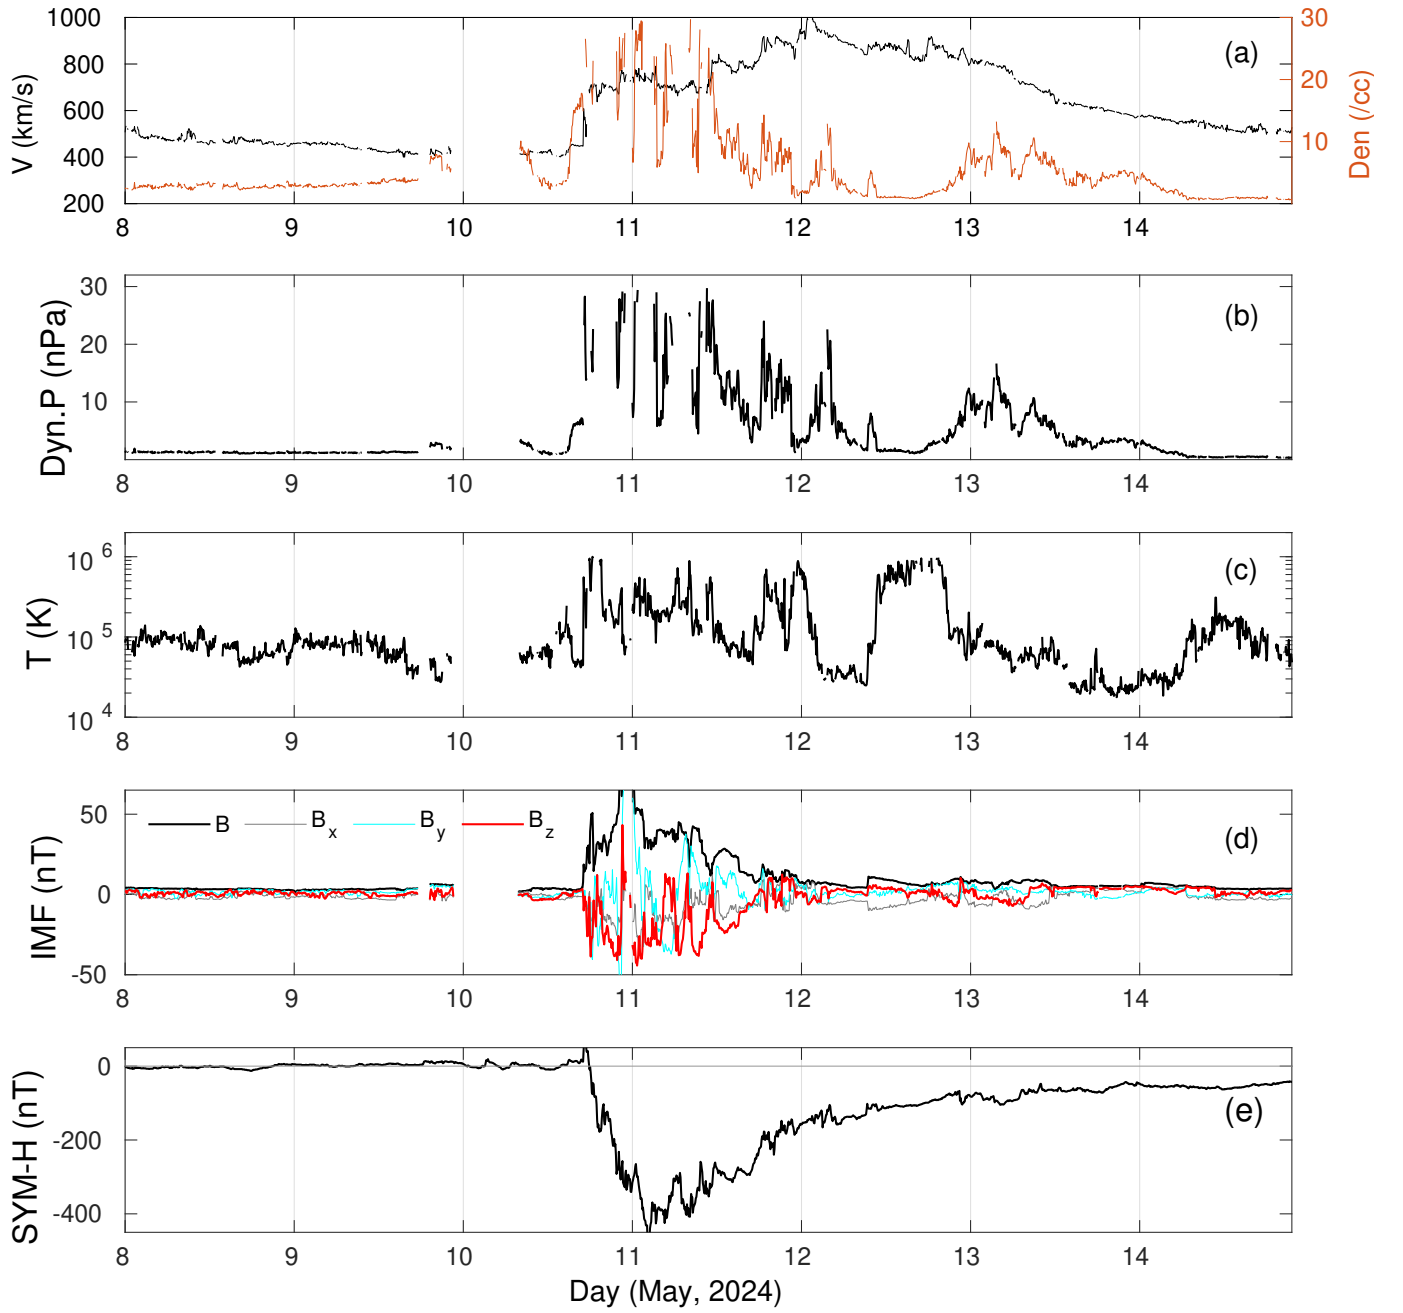 1000
800
600
400
200
V (km/s)
30
20
10
Den (/cc)
(a)
8 9 10 11 12 13 14
30
20
10
Dyn.P (nPa)
(b)
8 9 10 11 12 13 14
10^6
10^5
10^4
T (K)
(c)
8 9 10 11 12 13 14
50
0
-50
IMF (nT)
B B_x B_y B_z
(d)
8 9 10 11 12 13 14
0
-200
-400
SYM-H (nT)
(e)
8 9 10 11 12 13 14
Day (May, 2024)